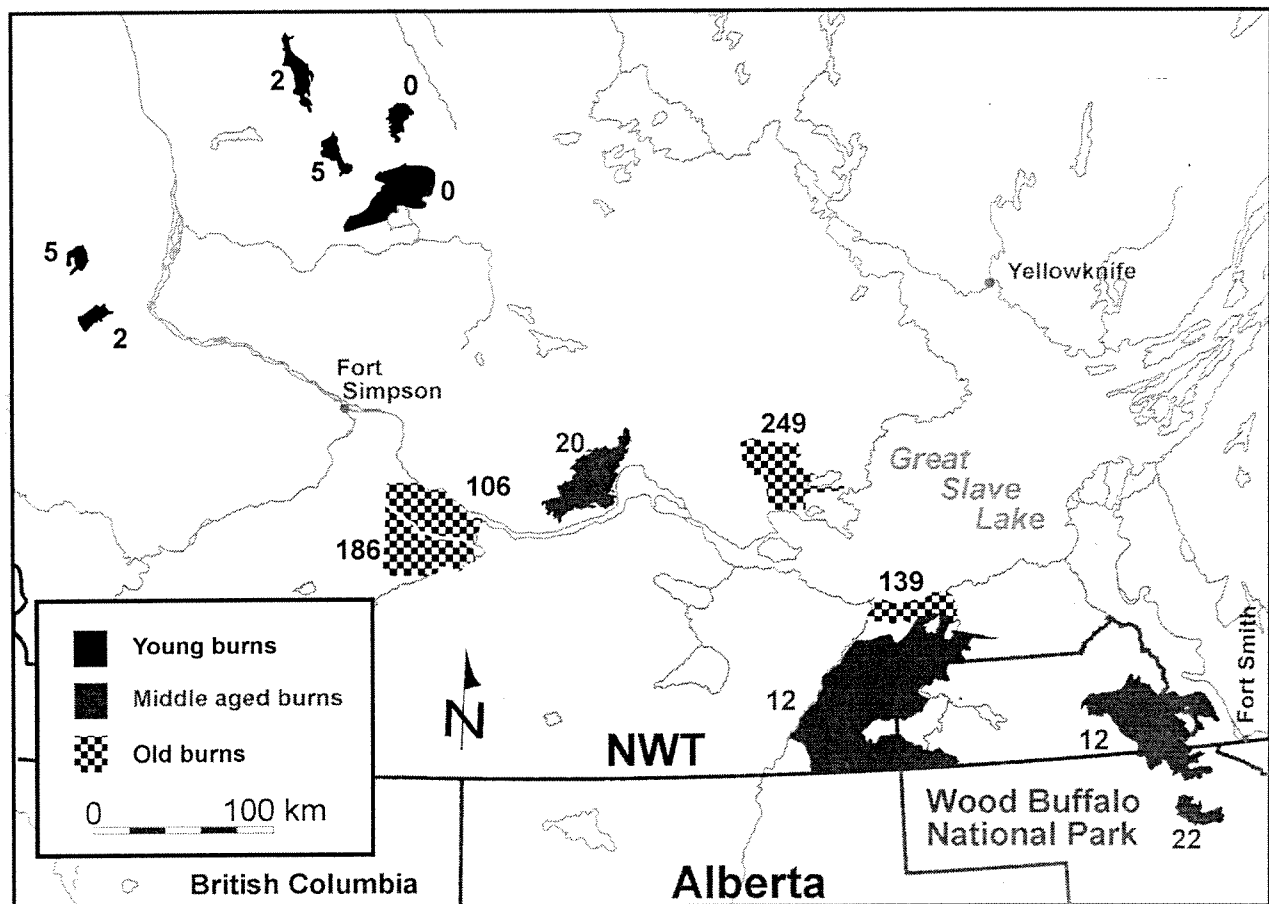 2
0
5
0
5
2
Yellowknife
Fort
Simpson
20
249
106
186
Great
Slave
Lake
139
12
12
Fort Smith
22
Young burns
Middle aged burns
Old burns
0 100 km
N
NWT
Wood Buffalo
National Park
British Columbia
Alberta